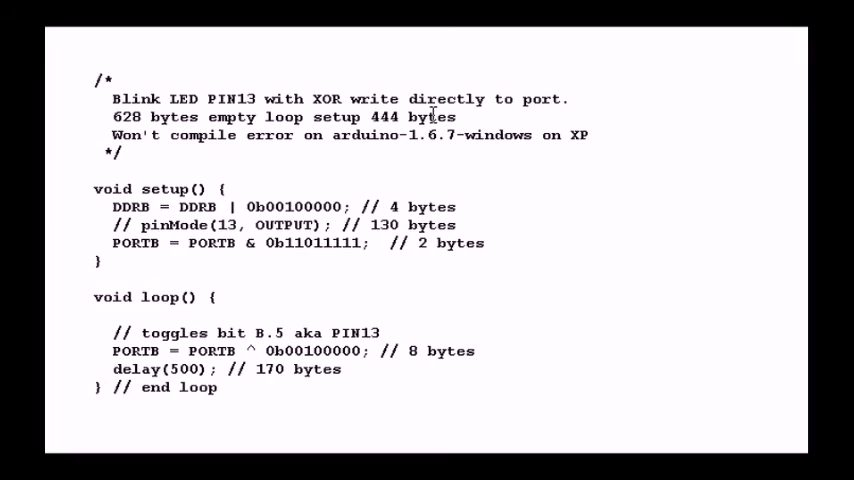 /*
Blink LED PIN13 with XOR write directly to port.
628 bytes empty loop setup 444 bytes
Won't compile error on arduino-1.6.7-windows on XP
*/
void setup() {
DDRB = DDRB | 0b00100000; // 4 bytes
// pinMode(13, OUTPUT); // 130 bytes
PORTB = PORTB & 0b11011111; // 2 bytes
}
void loop() {
// toggles bit B.5 aka PIN13
PORTB = PORTB ^ 0b00100000; // 8 bytes
delay(500); // 170 bytes
} // end loop